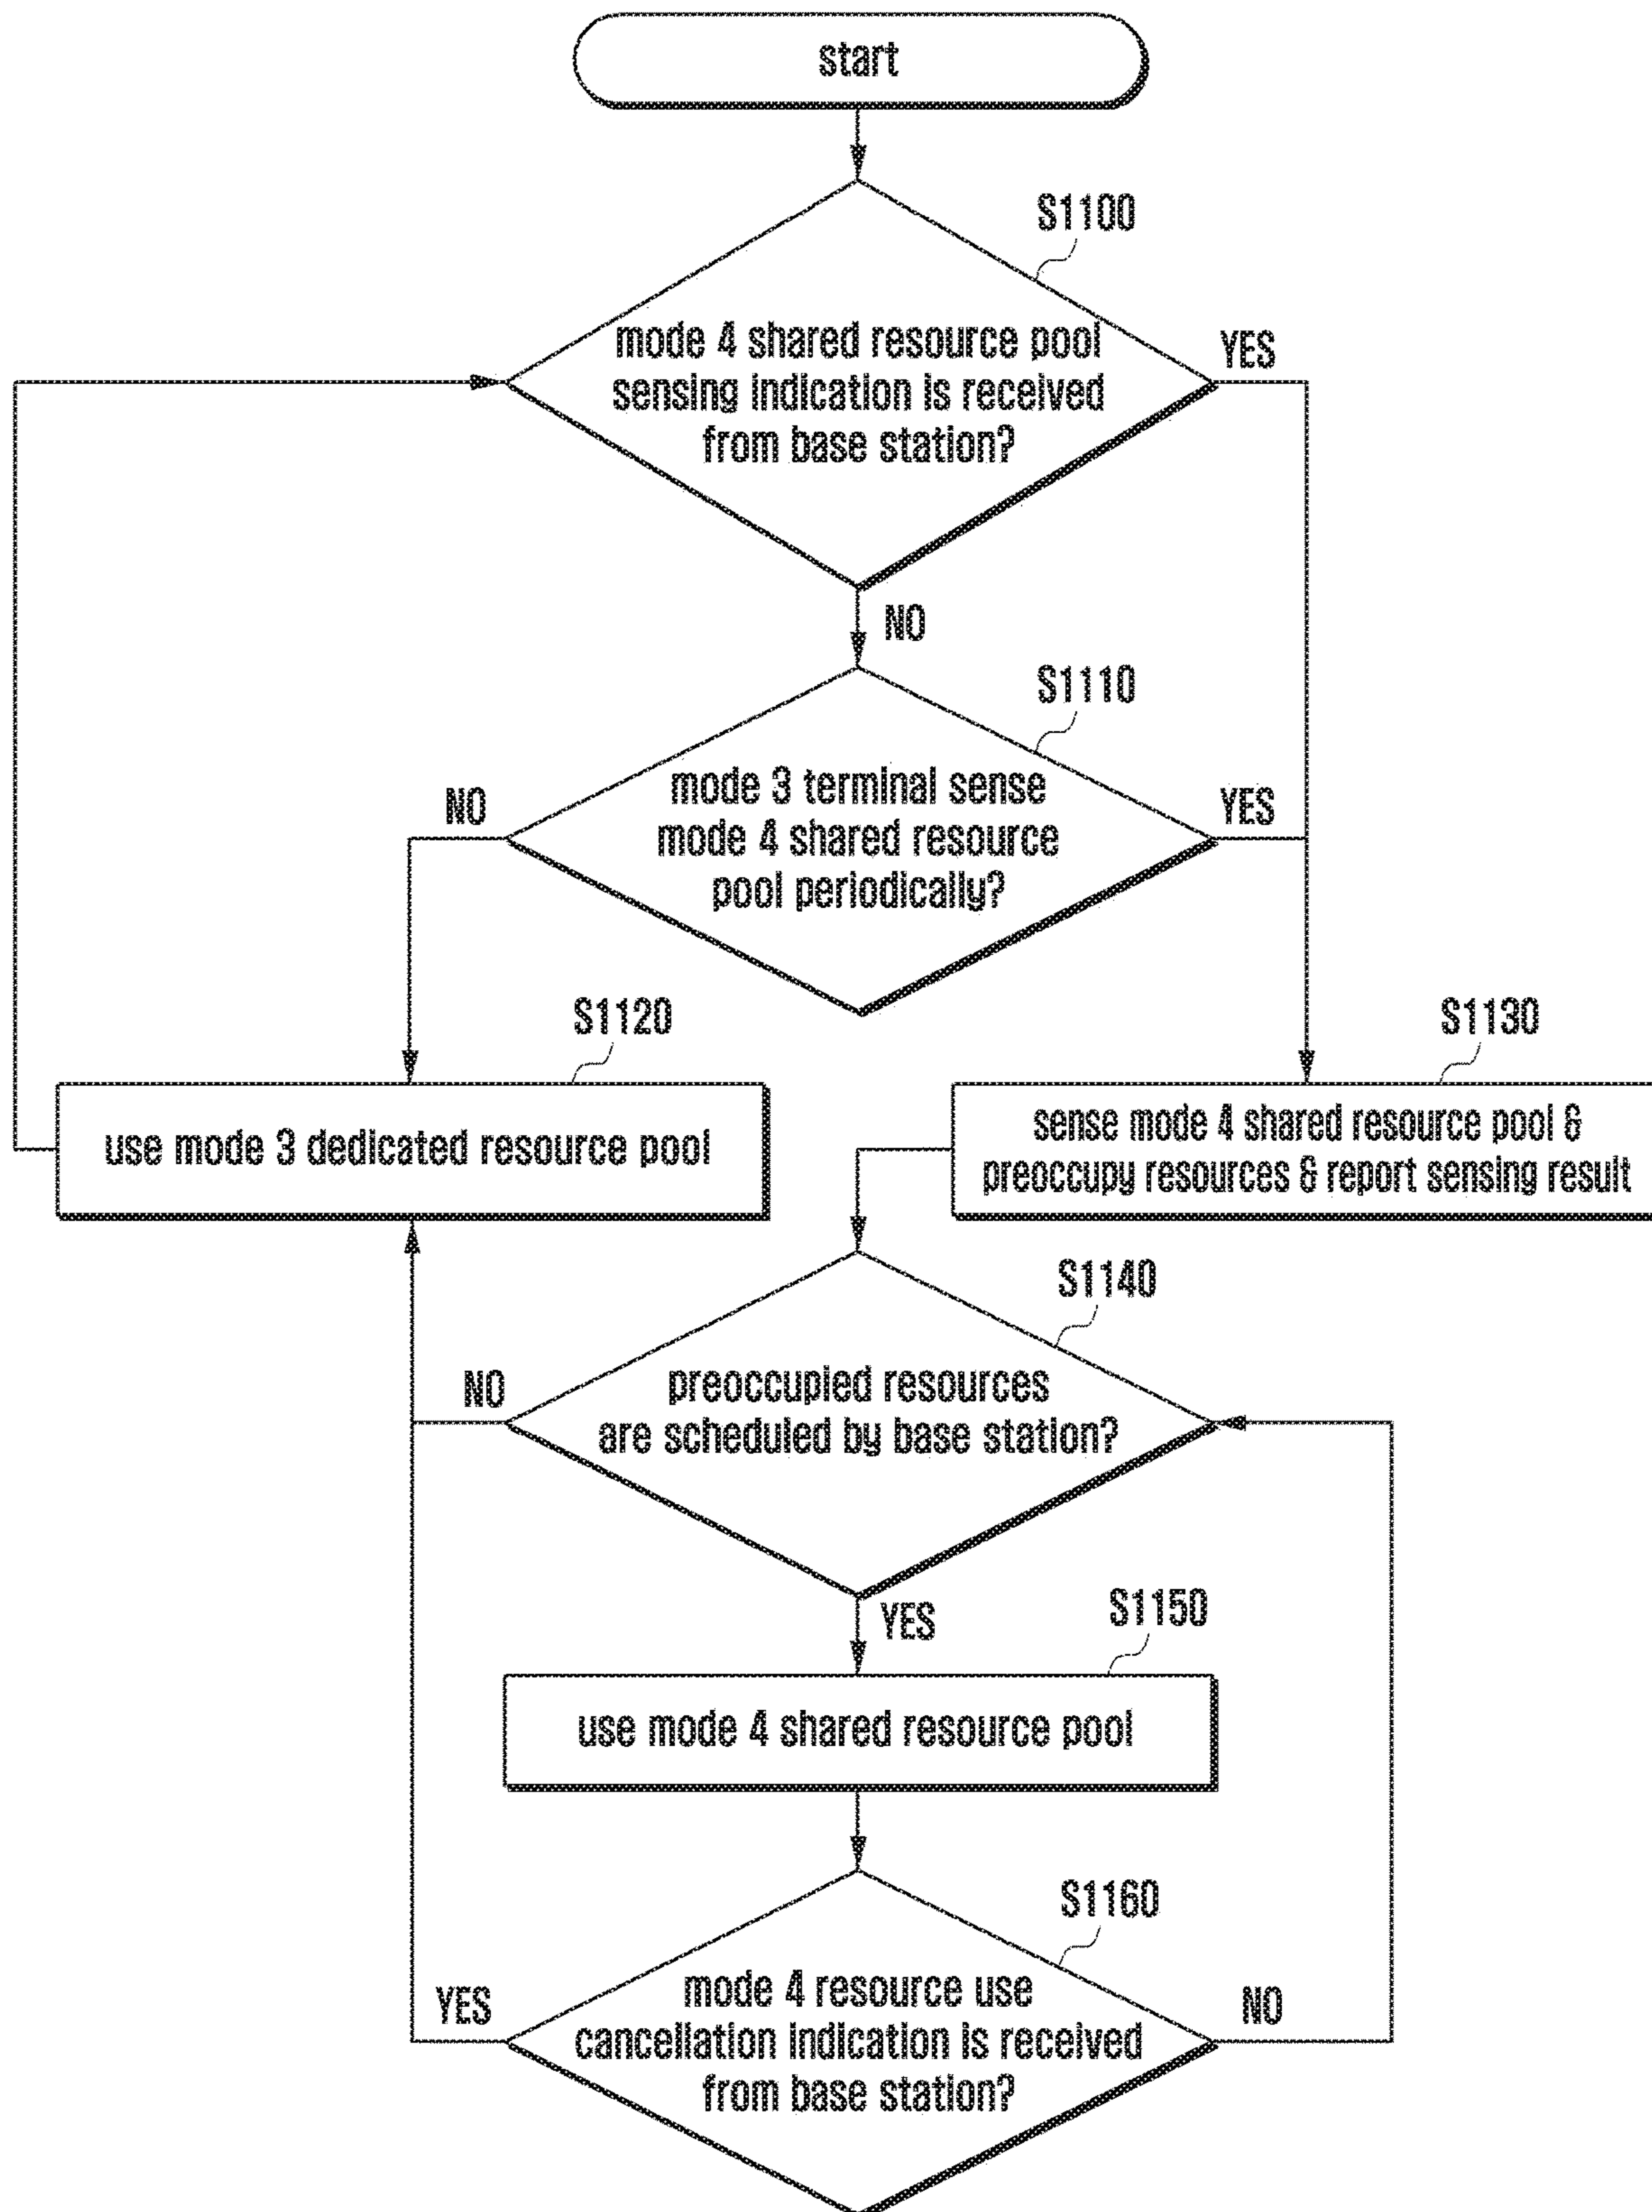 start
S1100
mode 4 shared resource pool
sensing indication is received
from base station?
YES
NO
S1110
mode 3 terminal sense
mode 4 shared resource
pool periodically?
NO
YES
S1120
S1130
use mode 3 dedicated resource pool
sense mode 4 shared resource pool &
preoccupy resources & report sensing result
S1140
preoccupied resources
are scheduled by base station?
NO
YES
S1150
use mode 4 shared resource pool
S1160
mode 4 resource use
cancellation indication is received
from base station?
YES
NO